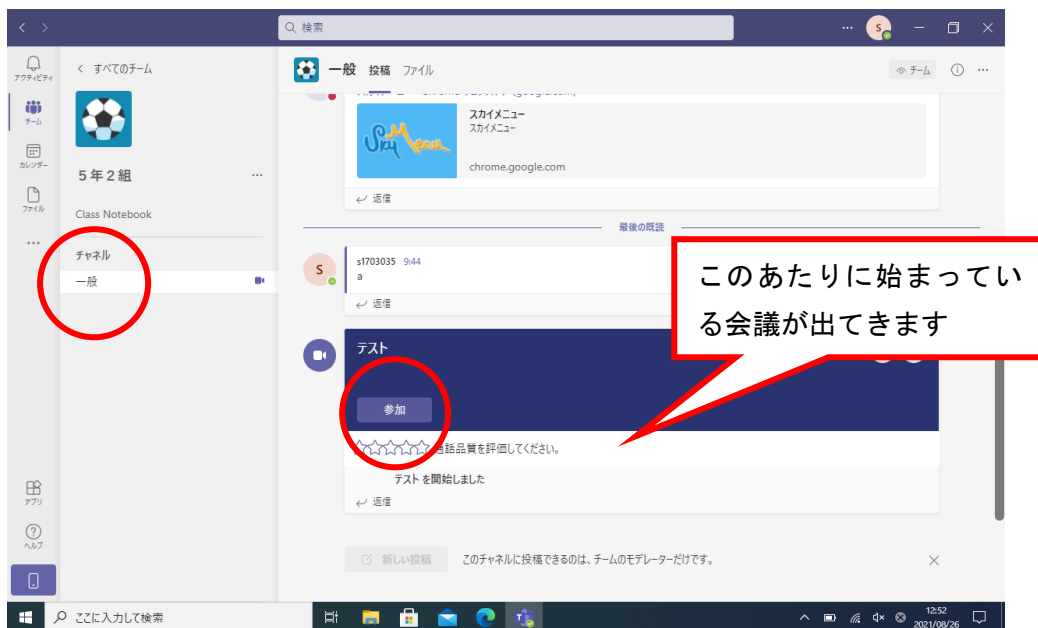 検索
S
アクティビティ
チーム
カレンダー
ファイル
アプリ
ヘルプ
すべてのチーム
5年2組
Class Notebook
チャネル
一般
一般 投稿 ファイル
チーム
Sky Menu
スカイメニュー
スカイメニュー
chrome.google.com
返信
最後の既読
S
s1703035 9:44
a
返信
このあたりに始まってい
る会議が出てきます
テスト
参加
通話品質を評価してください。
テスト を開始しました
返信
新しい投稿 このチャネルに投稿できるのは、チームのモデレーターだけです。
ここに入力して検索
12:52
2021/08/26